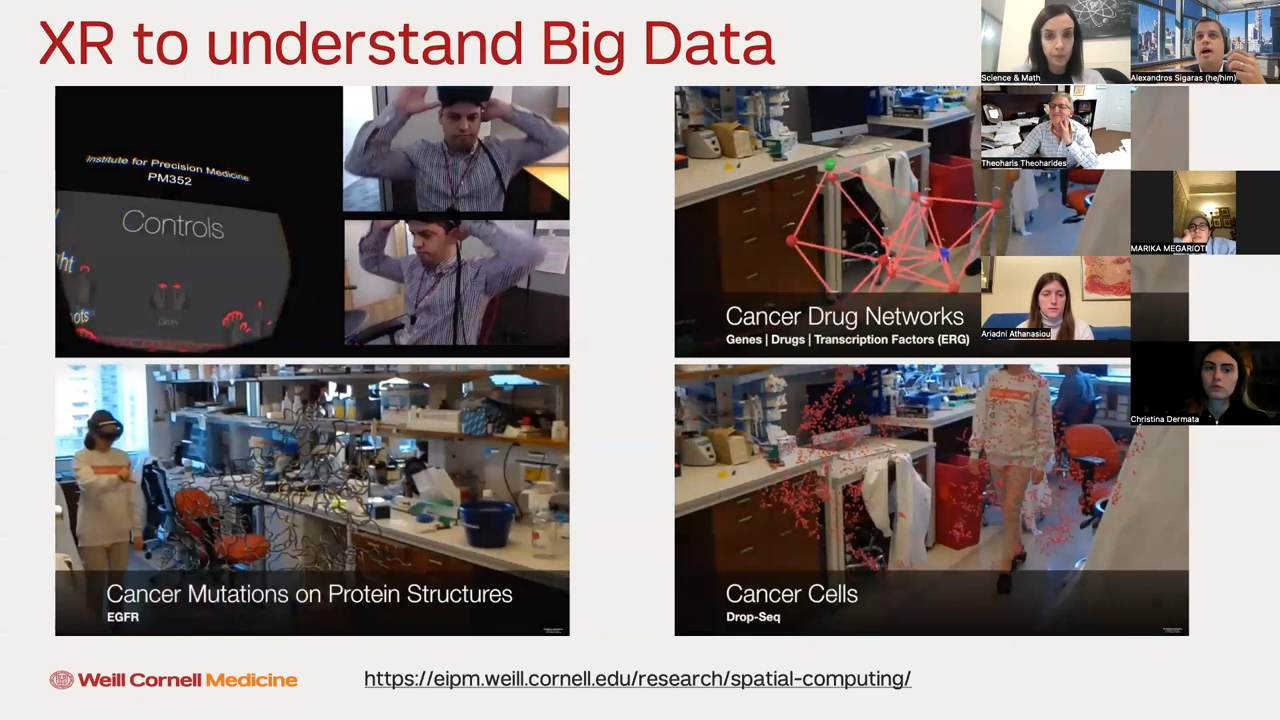 XR to understand Big Data
Science & Math
Alexandros Sigaras (he/him)
Theoharis Theoharides
MARIKA MEGARIOTI
Ariadni Athanasiou
Christina Dermata
Institute for Precision Medicine
PM352
Controls
Cancer Drug Networks
Genes | Drugs | Transcription Factors (ERG)
Cancer Mutations on Protein Structures
EGFR
Cancer Cells
Drop-Seq
Weill Cornell Medicine
https://eipm.weill.cornell.edu/research/spatial-computing/